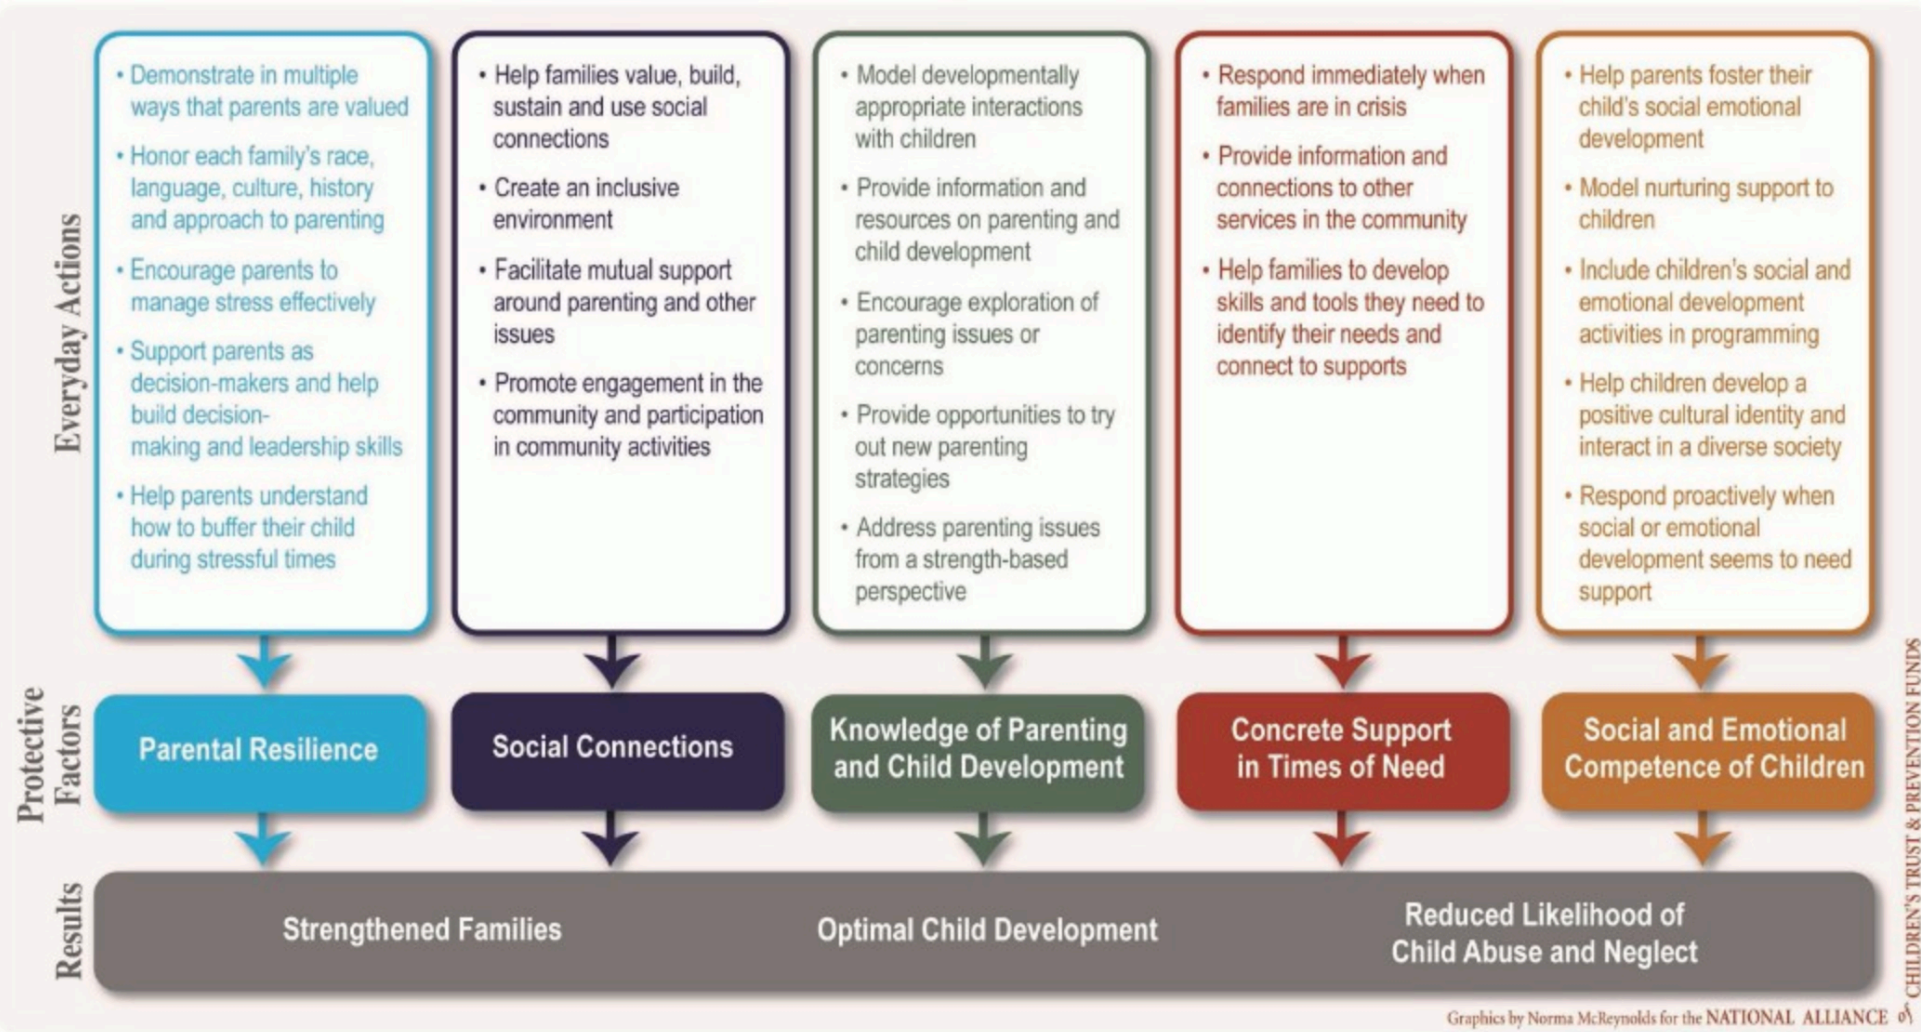 Everyday Actions
• Demonstrate in multiple
ways that parents are valued
• Honor each family's race,
language, culture, history
and approach to parenting
• Encourage parents to
manage stress effectively
• Support parents as
decision-makers and help
build decision-
making and leadership skills
• Help parents understand
how to buffer their child
during stressful times
• Help families value, build,
sustain and use social
connections
• Create an inclusive
environment
• Facilitate mutual support
around parenting and other
issues
• Promote engagement in the
community and participation
in community activities
• Model developmentally
appropriate interactions
with children
• Provide information and
resources on parenting and
child development
• Encourage exploration of
parenting issues or
concerns
• Provide opportunities to try
out new parenting
strategies
• Address parenting issues
from a strength-based
perspective
• Respond immediately when
families are in crisis
• Provide information and
connections to other
services in the community
• Help families to develop
skills and tools they need to
identify their needs and
connect to supports
• Help parents foster their
child's social emotional
development
• Model nurturing support to
children
• Include children's social and
emotional development
activities in programming
• Help children develop a
positive cultural identity and
interact in a diverse society
• Respond proactively when
social or emotional
development seems to need
support
Protective
Factors
Parental Resilience
Social Connections
Knowledge of Parenting
and Child Development
Concrete Support
in Times of Need
Social and Emotional
Competence of Children
Results
Strengthened Families
Optimal Child Development
Reduced Likelihood of
Child Abuse and Neglect
Graphics by Norma McReynolds for the NATIONAL ALLIANCE of
CHILDREN'S TRUST & PREVENTION FUNDS